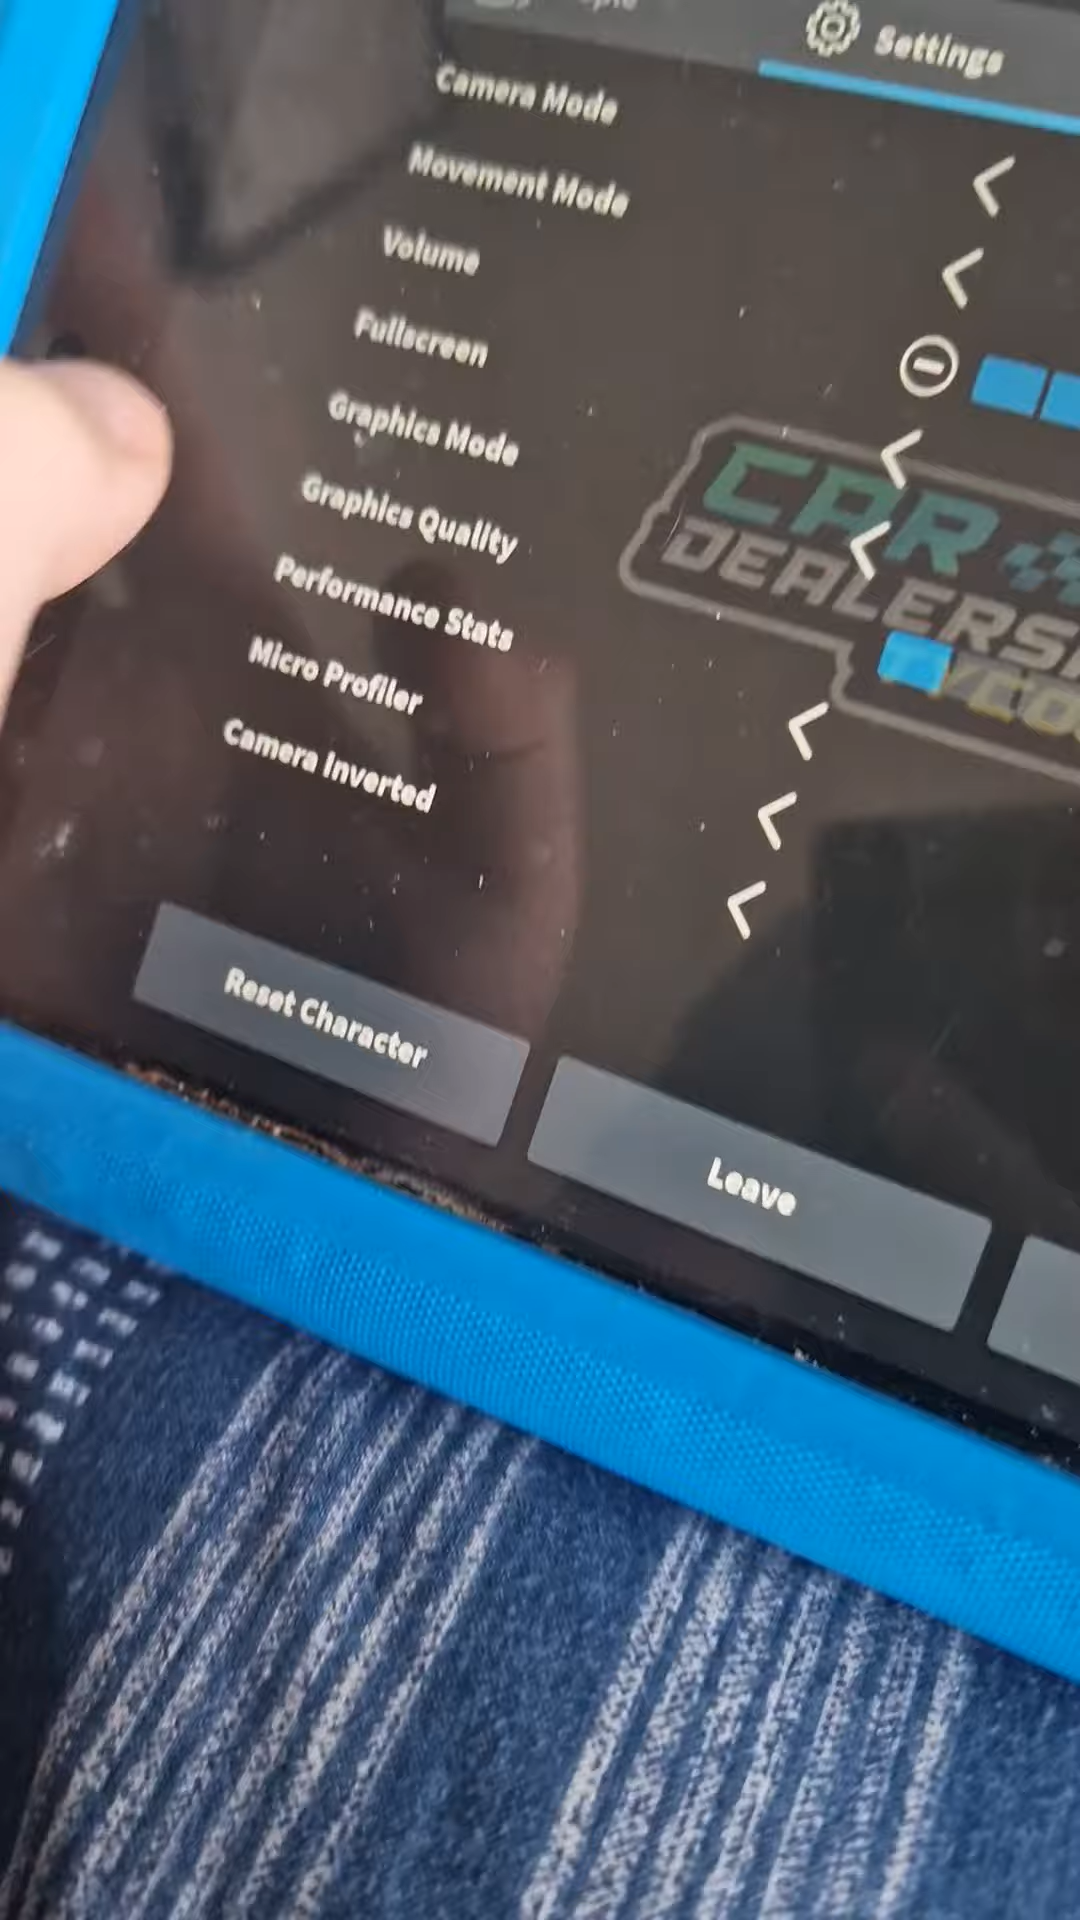 Settings
Camera Mode
Movement Mode
Volume
Fullscreen
Graphics Mode
Graphics Quality
Performance Stats
Micro Profiler
Camera Inverted
CAR
Reset Character
Leave